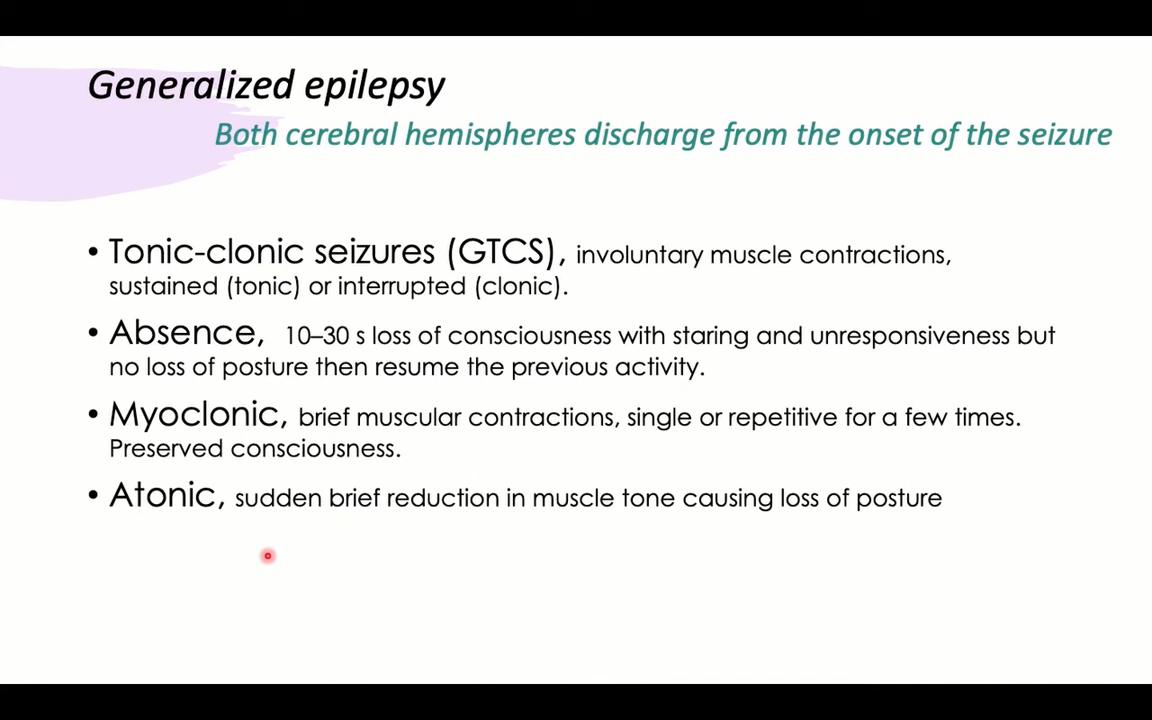 Generalized epilepsy
Both cerebral hemispheres discharge from the onset of the seizure
• Tonic-clonic seizures (GTCS), involuntary muscle contractions,
sustained (tonic) or interrupted (clonic).
• Absence, 10–30 s loss of consciousness with staring and unresponsiveness but
no loss of posture then resume the previous activity.
• Myoclonic, brief muscular contractions, single or repetitive for a few times.
Preserved consciousness.
• Atonic, sudden brief reduction in muscle tone causing loss of posture